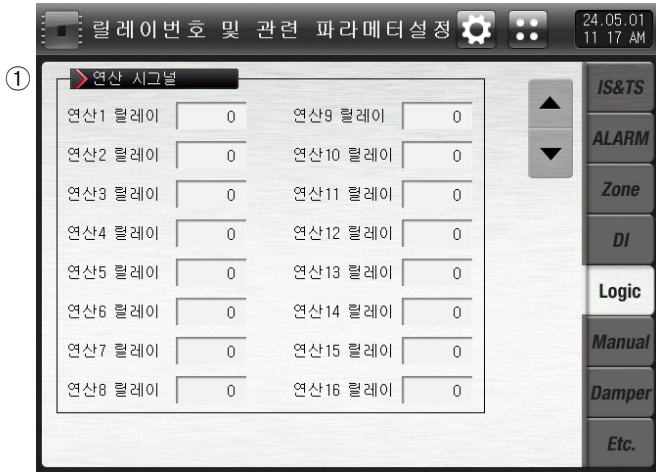 릴레이번호 및 관련 파라메터설정
24.05.01
11 17 AM
①
연산 시그널
연산1 릴레이 0 연산9 릴레이 0
연산2 릴레이 0 연산10 릴레이 0
연산3 릴레이 0 연산11 릴레이 0
연산4 릴레이 0 연산12 릴레이 0
연산5 릴레이 0 연산13 릴레이 0
연산6 릴레이 0 연산14 릴레이 0
연산7 릴레이 0 연산15 릴레이 0
연산8 릴레이 0 연산16 릴레이 0
IS&TS
ALARM
Zone
DI
Logic
Manual
Damper
Etc.